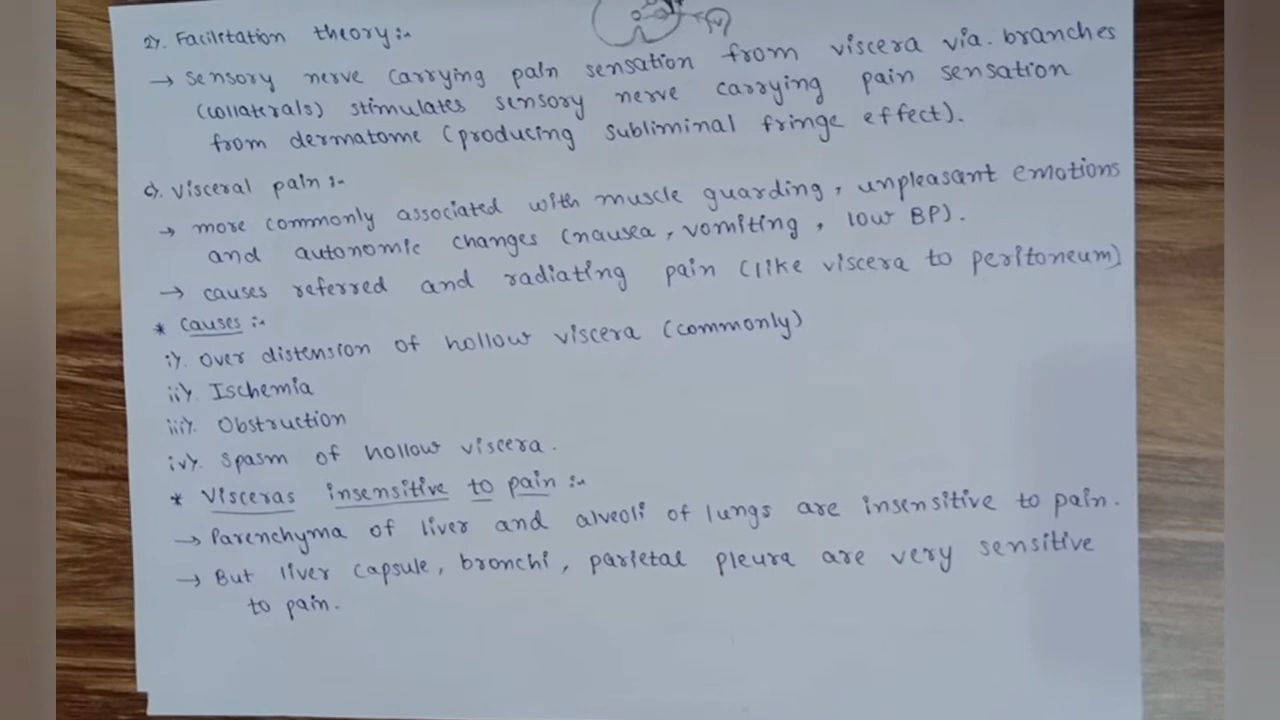 2). Facilitation theory:-
→ sensory nerve carrying pain sensation from viscera via. branches
(collaterals) stimulates sensory nerve carrying pain sensation
from dermatome (producing subliminal fringe effect).
c). Visceral pain:-
→ more commonly associated with muscle guarding, unpleasant emotions
and autonomic changes (nausea, vomiting, low BP).
→ causes referred and radiating pain (like viscera to peritoneum)
* Causes:-
i). Over distension of hollow viscera (commonly)
ii). Ischemia
iii). Obstruction
iv). Spasm of hollow viscera.
* Visceras insensitive to pain:-
→ Parenchyma of liver and alveoli of lungs are insensitive to pain.
→ But liver capsule, bronchi, parietal pleura are very sensitive
to pain.